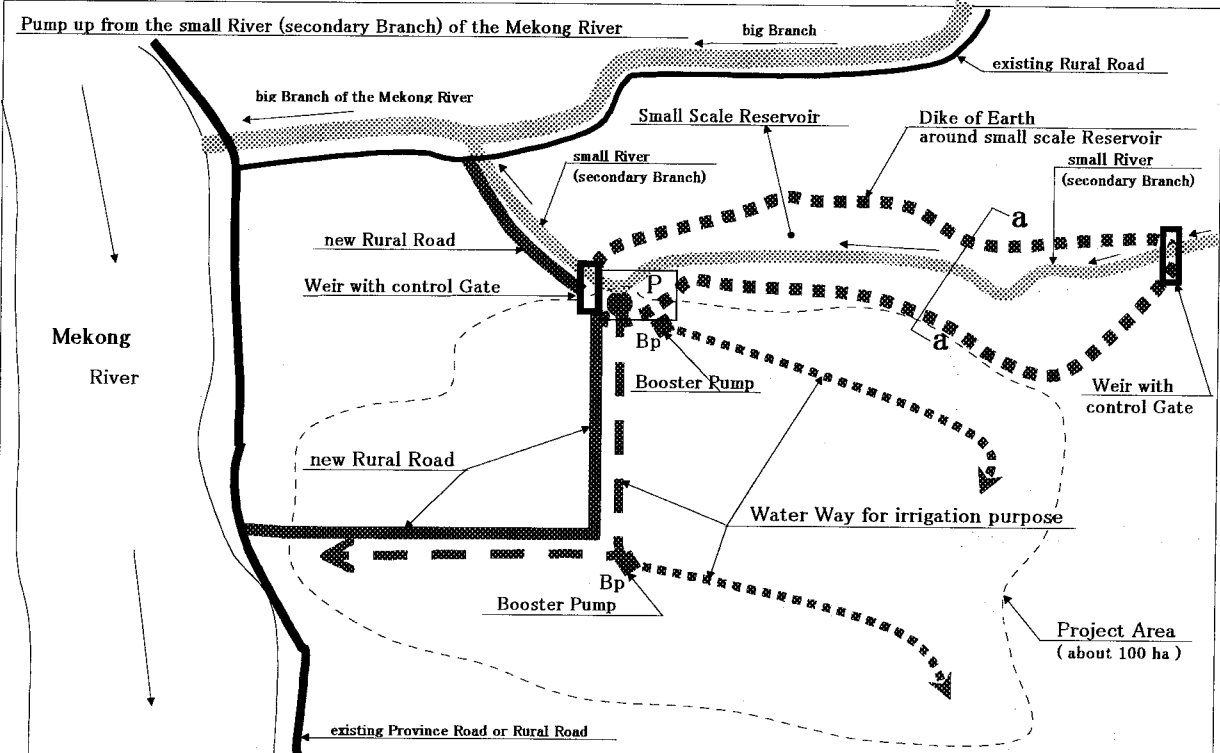 Pump up from the small River (secondary Branch) of the Mekong River
big Branch
existing Rural Road
big Branch of the Mekong River
Small Scale Reservoir
Dike of Earth
around small scale Reservoir
small River
(secondary Branch)
small River
(secondary Branch)
a
new Rural Road
Weir with control Gate
P
Mekong
River
Bp
a
Booster Pump
Weir with
control Gate
new Rural Road
Water Way for irrigation purpose
Bp
Booster Pump
Project Area
( about 100 ha )
existing Province Road or Rural Road